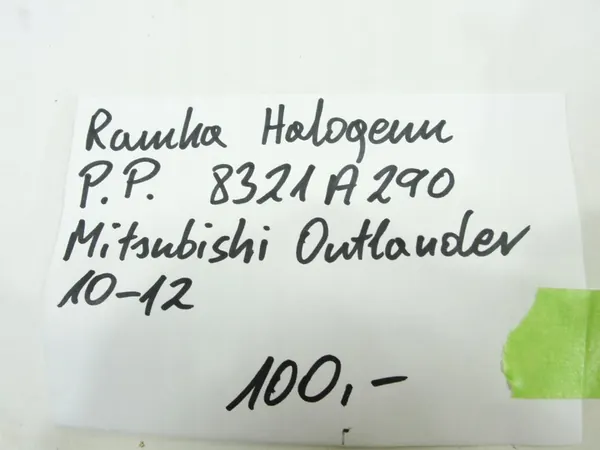 Ramka Halogenu
P.P. 8321A290
Mitsubishi Outlander
10-12
100,-